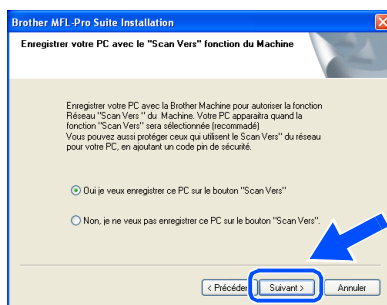 Brother MFL-Pro Suite Installation
Enregistrer votre PC avec le "Scan Vers" fonction du Machine
Enregistrer votre PC avec la Brother Machine pour autoriser la fonction
Réseau "Scan Vers " du Machine. Votre PC apparaitra quand la
fonction "Scan Vers" sera sélectionnée (recommadé)
Vous pouvez aussi protéger ceux qui utilisent le Scan Vers" du réseau
pour votre PC, en ajoutant un code pin de sécurité.
Oui je veux enregistrer ce PC sur le bouton "Scan Vers"
Non, je ne veux pas enregistrer ce PC sur le bouton "Scan Vers".
< Précéden Suivant > Annuler